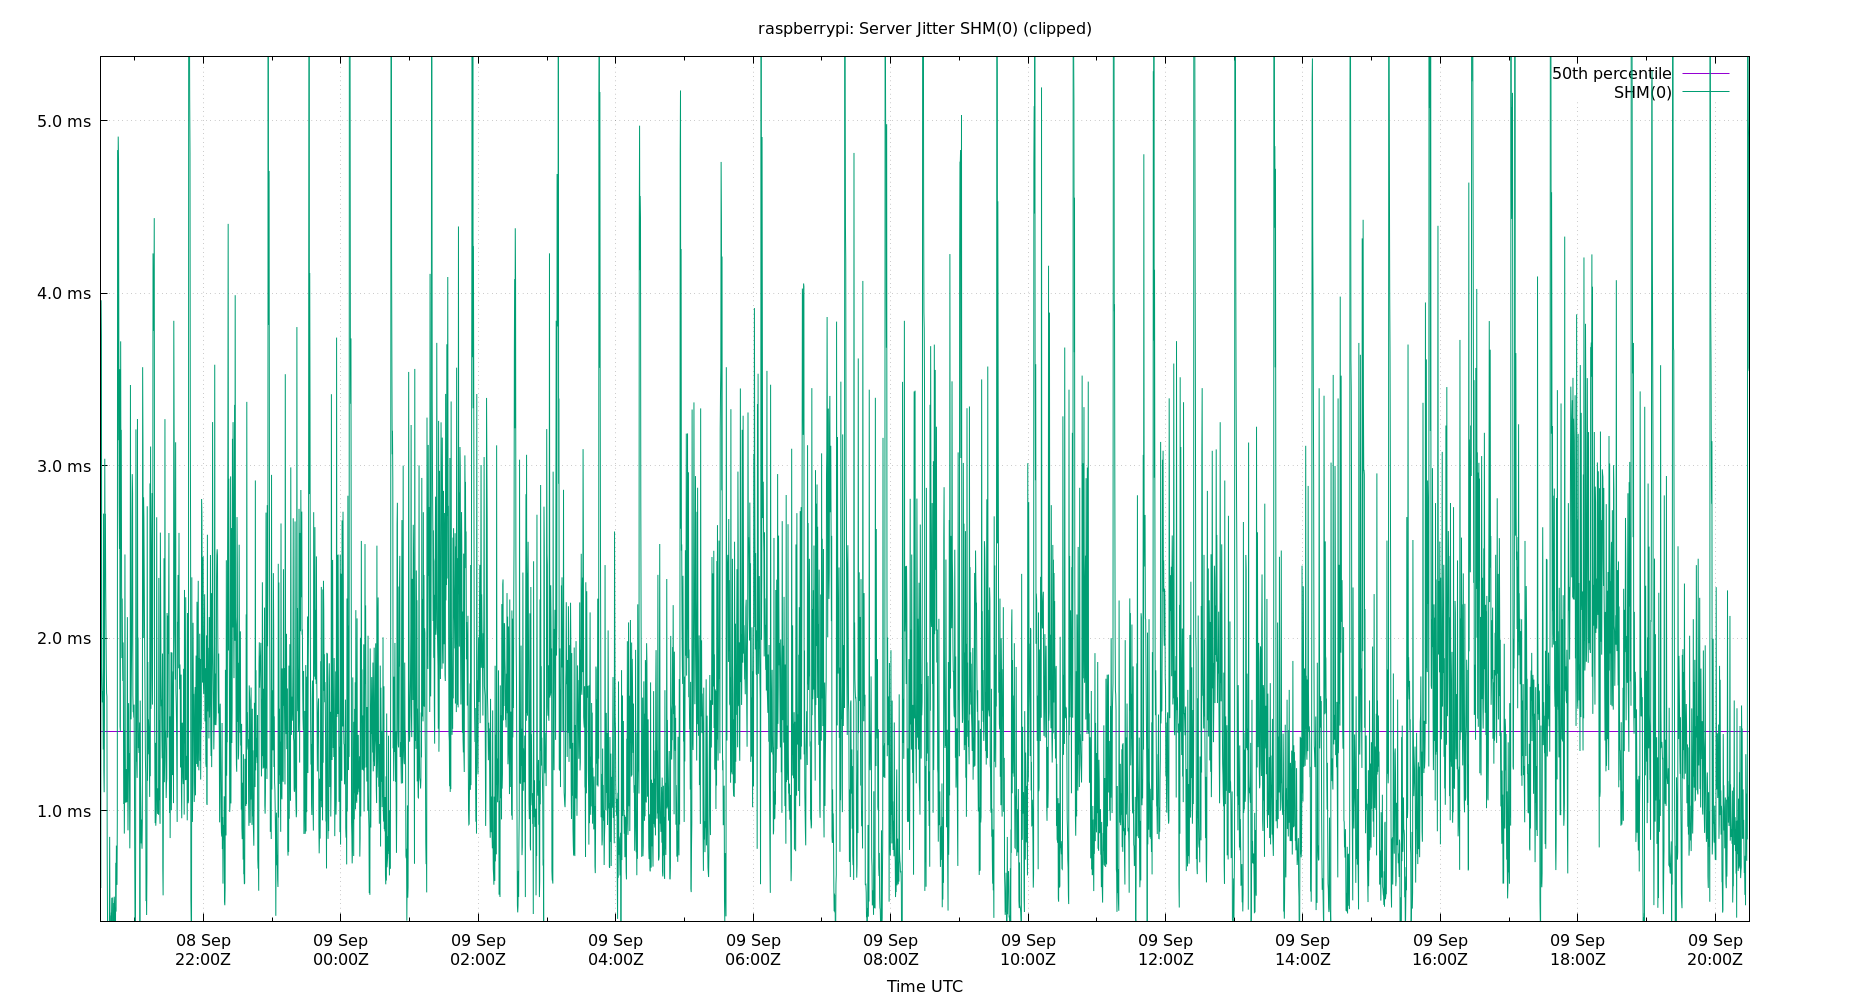 raspberrypi: Server Jitter SHM(0) (clipped)
50th percentile
SHM(0)
5.0 ms
4.0 ms
3.0 ms
2.0 ms
1.0 ms
08 Sep 09 Sep 09 Sep 09 Sep 09 Sep 09 Sep 09 Sep 09 Sep 09 Sep 09 Sep 09 Sep 09 Sep
22:00Z 00:00Z 02:00Z 04:00Z 06:00Z 08:00Z 10:00Z 12:00Z 14:00Z 16:00Z 18:00Z 20:00Z
Time UTC